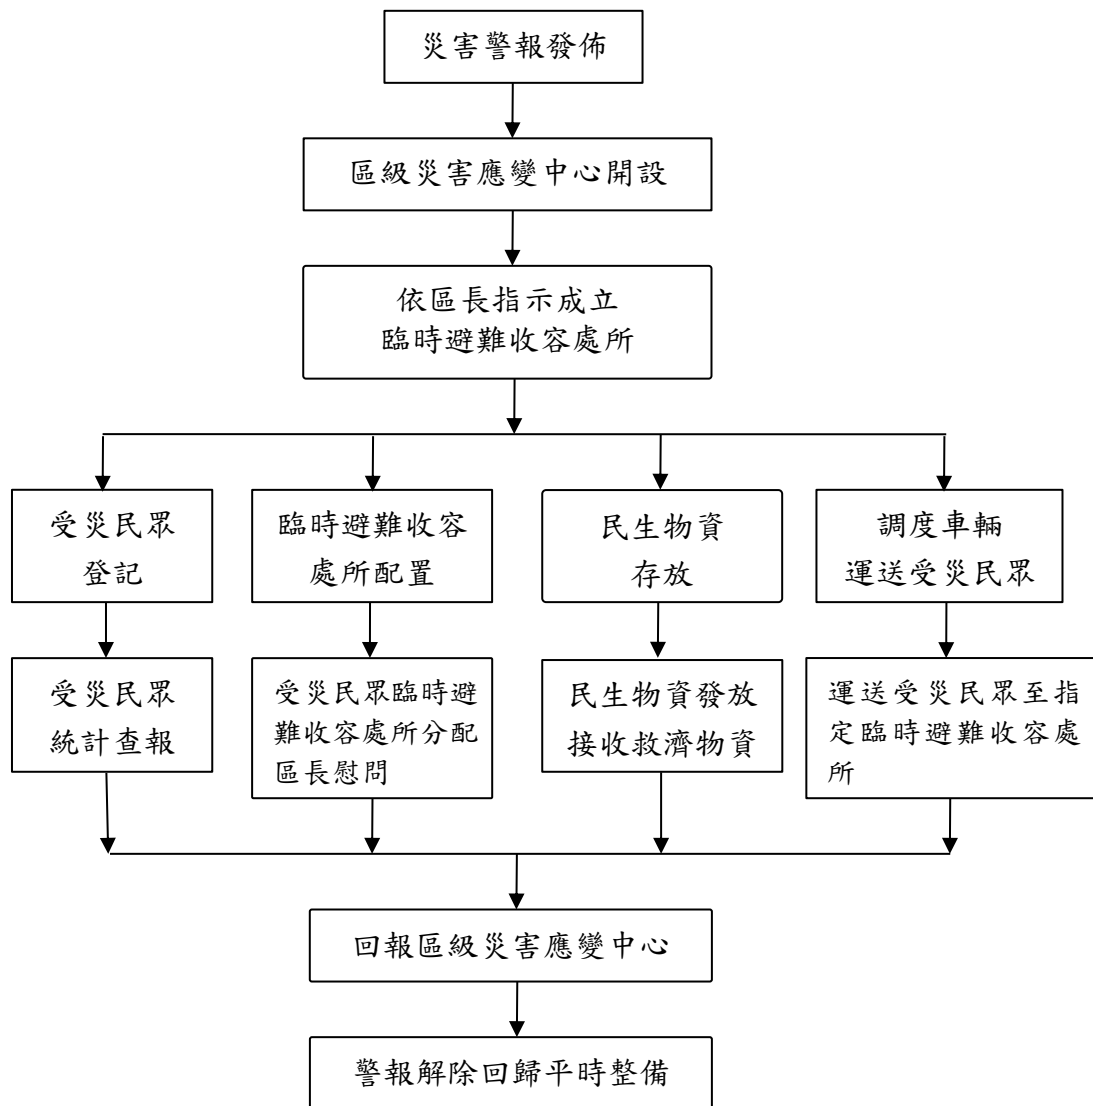 災害警報發佈
區級災害應變中心開設
依區長指示成立
臨時避難收容處所
受災民眾
登記
臨時避難收容
處所配置
民生物資
存放
調度車輛
運送受災民眾
受災民眾
統計查報
受災民眾臨時避
難收容處所分配
區長慰問
民生物資發放
接收救濟物資
運送受災民眾至指
定臨時避難收容處
所
回報區級災害應變中心
警報解除回歸平時整備